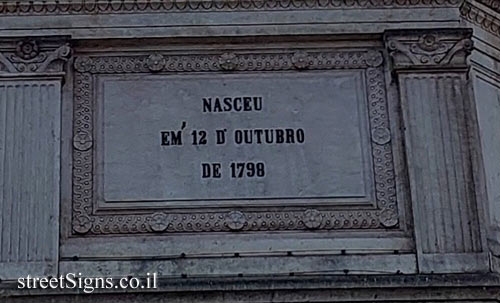 NASCEU
EM' 12 D' OUTUBRO
DE 1798
streetSigns.co.il